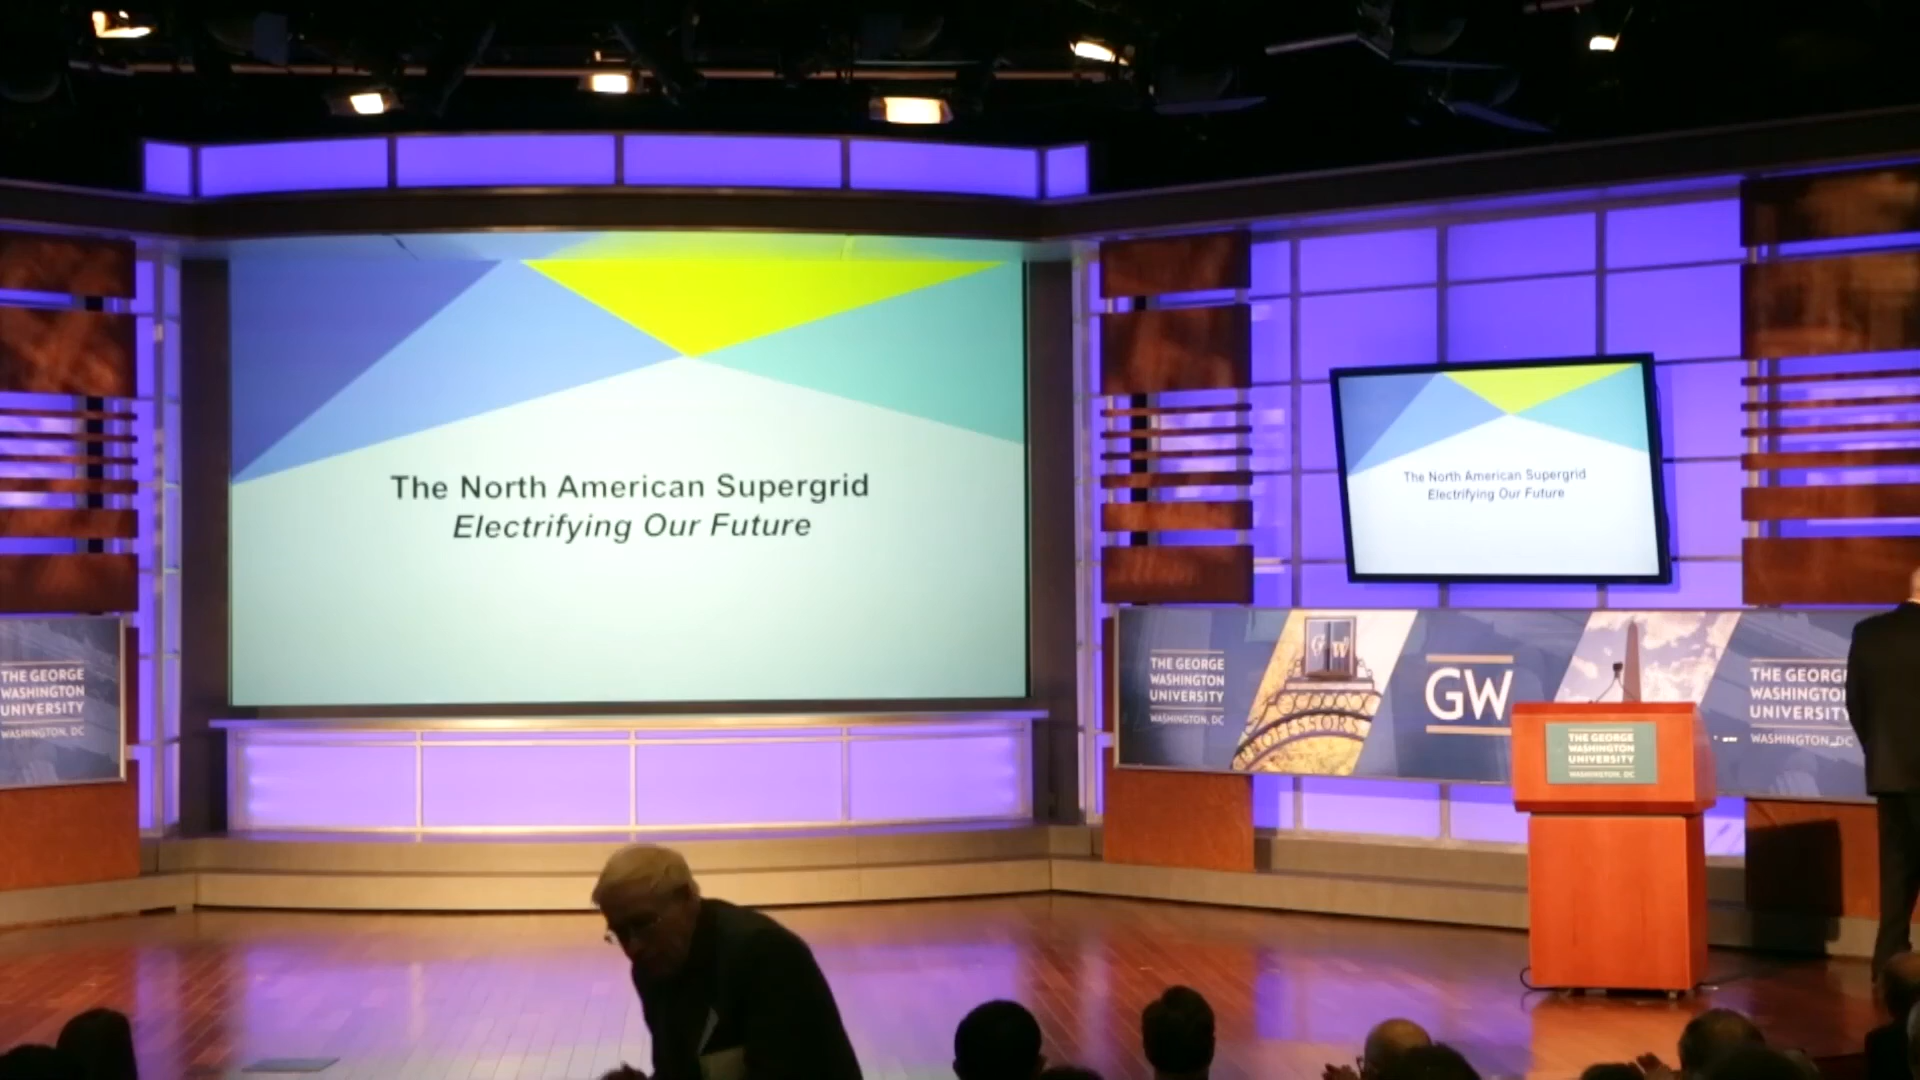 The North American Supergrid
Electrifying Our Future
The North American Supergrid
Electrifying Our Future
THE GEORGE
WASHINGTON
UNIVERSITY
WASHINGTON, DC
THE GEORGE
WASHINGTON
UNIVERSITY
WASHINGTON, DC
GW
PROFESSORS
GW
THE GEORGE
WASHINGTON
UNIVERSITY
WASHINGTON, DC
THE GEORGE
WASHINGTON
UNIVERSITY
WASHINGTON, DC